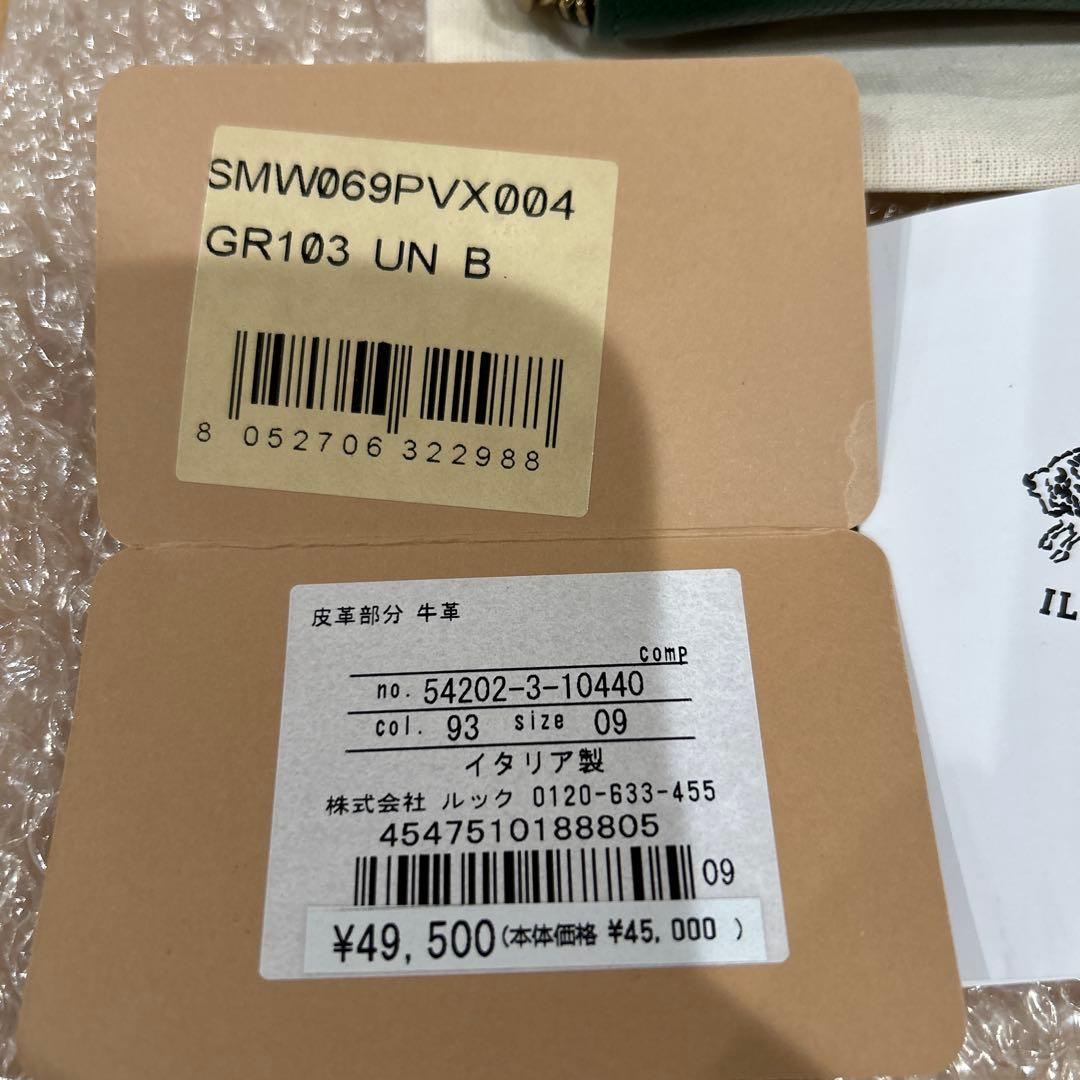 SMW069PVX004
GR103 UN B
8 052706 322988
皮革部分 牛革
comp
no. 54202-3-10440
col. 93 size 09
イタリア製
株式会社 ルック 0120-633-455
4547510188805
09
¥49,500(本体価格 ¥45,000 )
IL